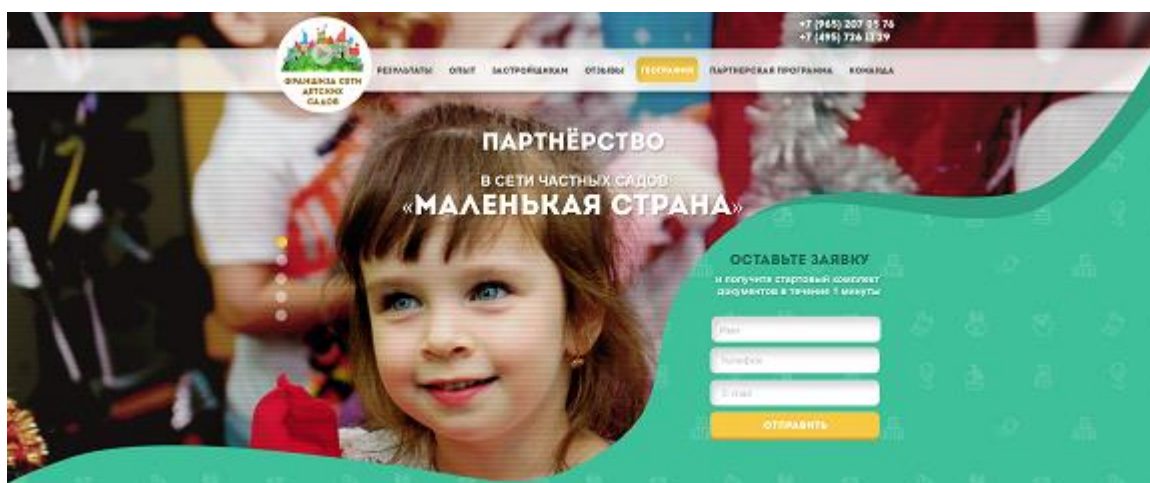 +7 (965) 207 05 76
+7 (495) 726 13 29
ФРАНШИЗА СЕТИ
ДЕТСКИХ
САДОВ
РЕЗУЛЬТАТЫ ОПЫТ ЗАСТРОЙЩИКАМ ОТЗЫВЫ ГЕОГРАФИЯ ПАРТНЕРСКАЯ ПРОГРАММА КОМАНДА
ПАРТНЁРСТВО
В СЕТИ ЧАСТНЫХ САДОВ
«МАЛЕНЬКАЯ СТРАНА»
ОСТАВЬТЕ ЗАЯВКУ
и получите стартовый комплект
документов в течение 1 минуты
Имя
Телефон
E-mail
ОТПРАВИТЬ